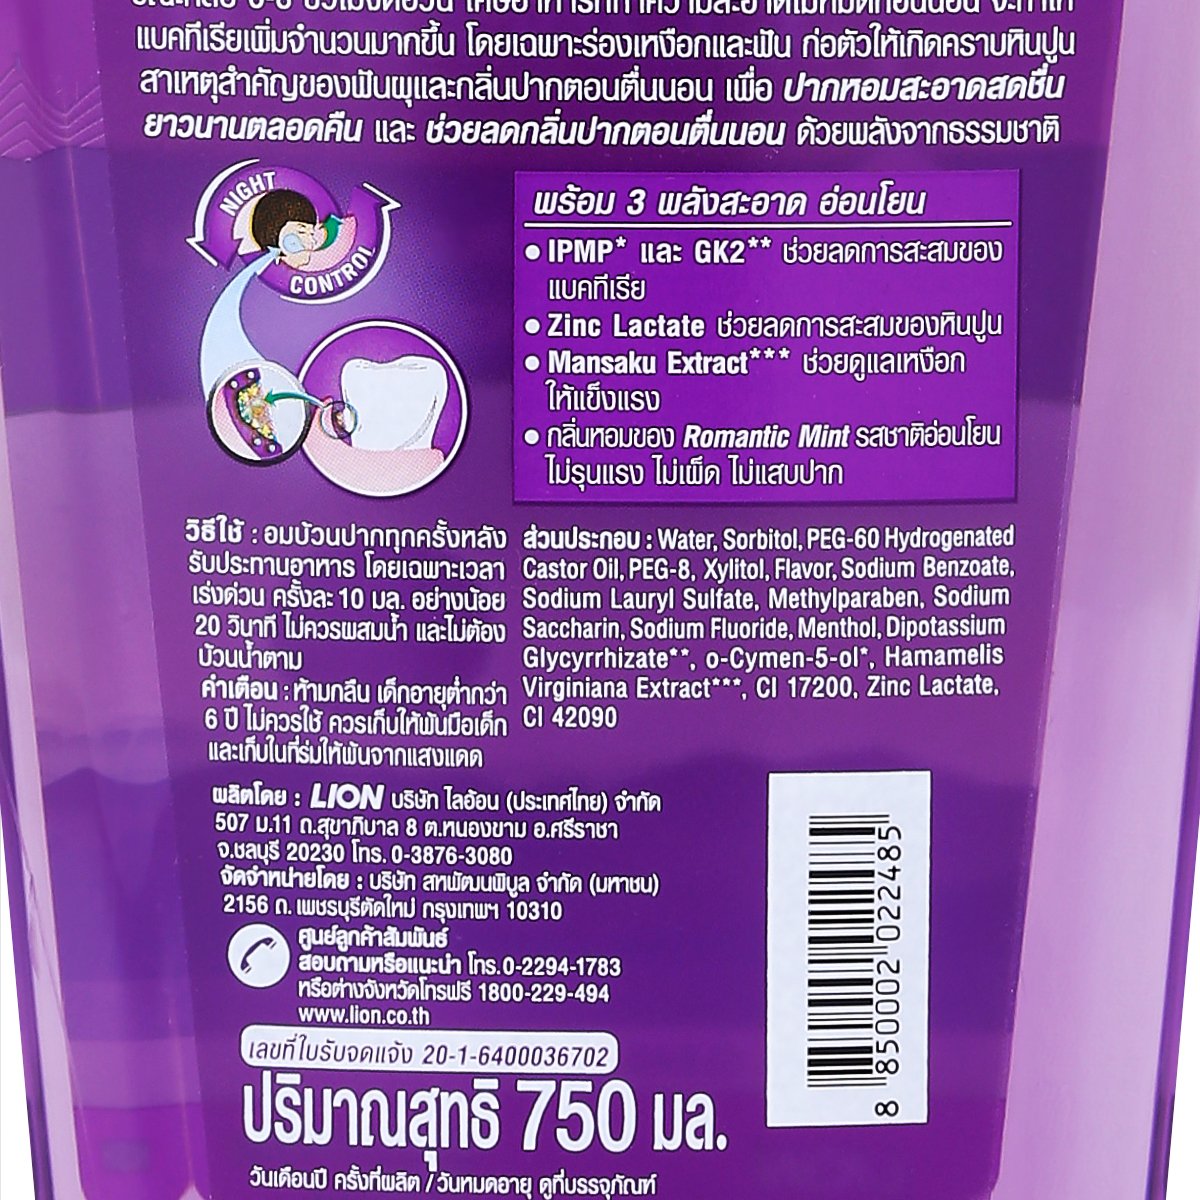 แบคทีเรียเพิ่มจำนวนมากขึ้น โดยเฉพาะร่องเหงือกและฟัน ก่อตัวให้เกิดคราบหินปูน
สาเหตุสำคัญของฟันผุและกลิ่นปากตอนตื่นนอน เพื่อ ปากหอมสะอาดสดชื่น
ยาวนานตลอดคืน และ ช่วยลดกลิ่นปากตอนตื่นนอน ด้วยพลังจากธรรมชาติ
NIGHT
CONTROL
พร้อม 3 พลังสะอาด อ่อนโยน
• IPMP* และ GK2** ช่วยลดการสะสมของ
แบคทีเรีย
• Zinc Lactate ช่วยลดการสะสมของหินปูน
• Mansaku Extract*** ช่วยดูแลเหงือก
ให้แข็งแรง
• กลิ่นหอมของ Romantic Mint รสชาติอ่อนโยน
ไม่รุนแรง ไม่เผ็ด ไม่แสบปาก
วิธีใช้ : อมบ้วนปากทุกครั้งหลัง
รับประทานอาหาร โดยเฉพาะเวลา
เร่งด่วน ครั้งละ 10 มล. อย่างน้อย
20 วินาที ไม่ควรผสมน้ำ และไม่ต้อง
บ้วนน้ำตาม
คำเตือน : ห้ามกลืน เด็กอายุต่ำกว่า
6 ปี ไม่ควรใช้ ควรเก็บให้พ้นมือเด็ก
และเก็บในที่ร่มให้พ้นจากแสงแดด
ส่วนประกอบ : Water, Sorbitol, PEG-60 Hydrogenated
Castor Oil, PEG-8, Xylitol, Flavor, Sodium Benzoate,
Sodium Lauryl Sulfate, Methylparaben, Sodium
Saccharin, Sodium Fluoride, Menthol, Dipotassium
Glycyrrhizate**, o-Cymen-5-ol*, Hamamelis
Virginiana Extract***, CI 17200, Zinc Lactate,
CI 42090
ผลิตโดย : LION บริษัท ไลอ้อน (ประเทศไทย) จำกัด
507 ม.11 ถ.สุขาภิบาล 8 ต.หนองขาม อ.ศรีราชา
จ.ชลบุรี 20230 โทร. 0-3876-3080
จัดจำหน่ายโดย : บริษัท สหพัฒนพิบูล จำกัด (มหาชน)
2156 ถ. เพชรบุรีตัดใหม่ กรุงเทพฯ 10310
ศูนย์ลูกค้าสัมพันธ์
สอบถามหรือแนะนำ โทร.0-2294-1783
หรือต่างจังหวัดโทรฟรี 1800-229-494
www.lion.co.th
เลขที่ใบรับจดแจ้ง 20-1-6400036702
ปริมาณสุทธิ 750 มล.
วันเดือนปี ครั้งที่ผลิต / วันหมดอายุ ดูที่บรรจุภัณฑ์
8 850002 022485